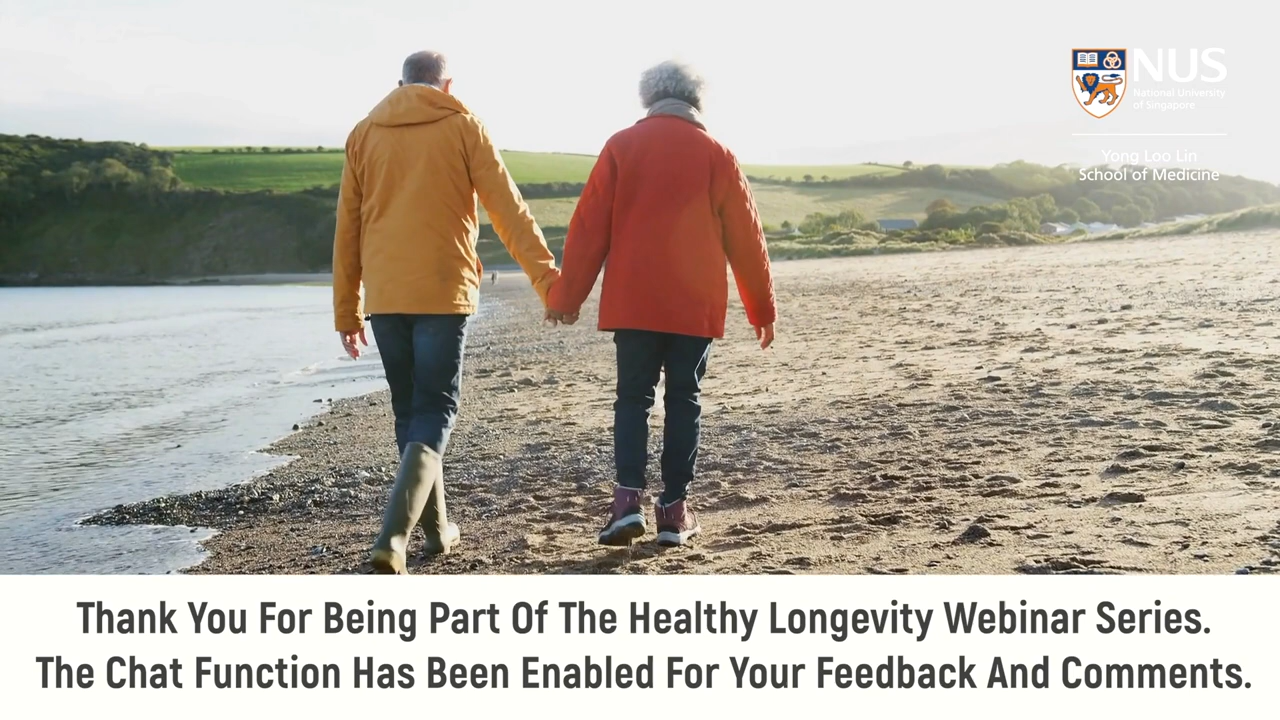 NUS
National University
of Singapore
Yong Loo Lin
School of Medicine
Thank You For Being Part Of The Healthy Longevity Webinar Series.
The Chat Function Has Been Enabled For Your Feedback And Comments.